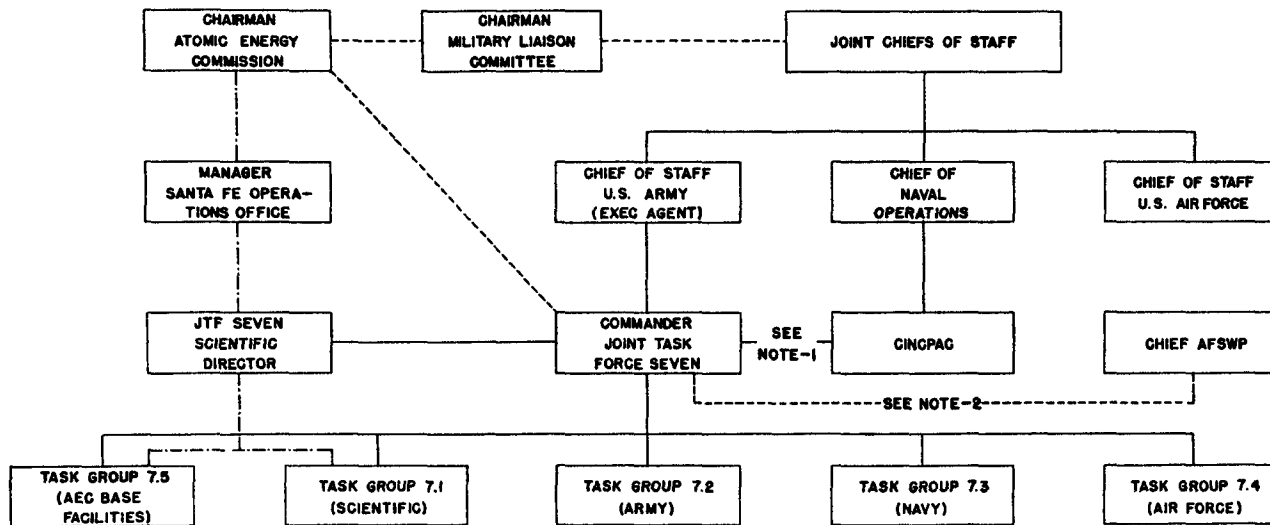 CHAIRMAN
ATOMIC ENERGY
COMMISSION
CHAIRMAN
MILITARY LIAISON
COMMITTEE
JOINT CHIEFS OF STAFF
MANAGER
SANTA FE OPERA-
TIONS OFFICE
CHIEF OF STAFF
U.S. ARMY
(EXEC AGENT)
CHIEF OF
NAVAL
OPERATIONS
CHIEF OF STAFF
U.S. AIR FORCE
JTF SEVEN
SCIENTIFIC
DIRECTOR
COMMANDER
JOINT TASK
FORCE SEVEN
SEE
NOTE-1
CINCPAC
CHIEF AFSWP
SEE NOTE-2
TASK GROUP 7.5
(AEC BASE
FACILITIES)
TASK GROUP 7.1
(SCIENTIFIC)
TASK GROUP 7.2
(ARMY)
TASK GROUP 7.3
(NAVY)
TASK GROUP 7.4
(AIR FORCE)